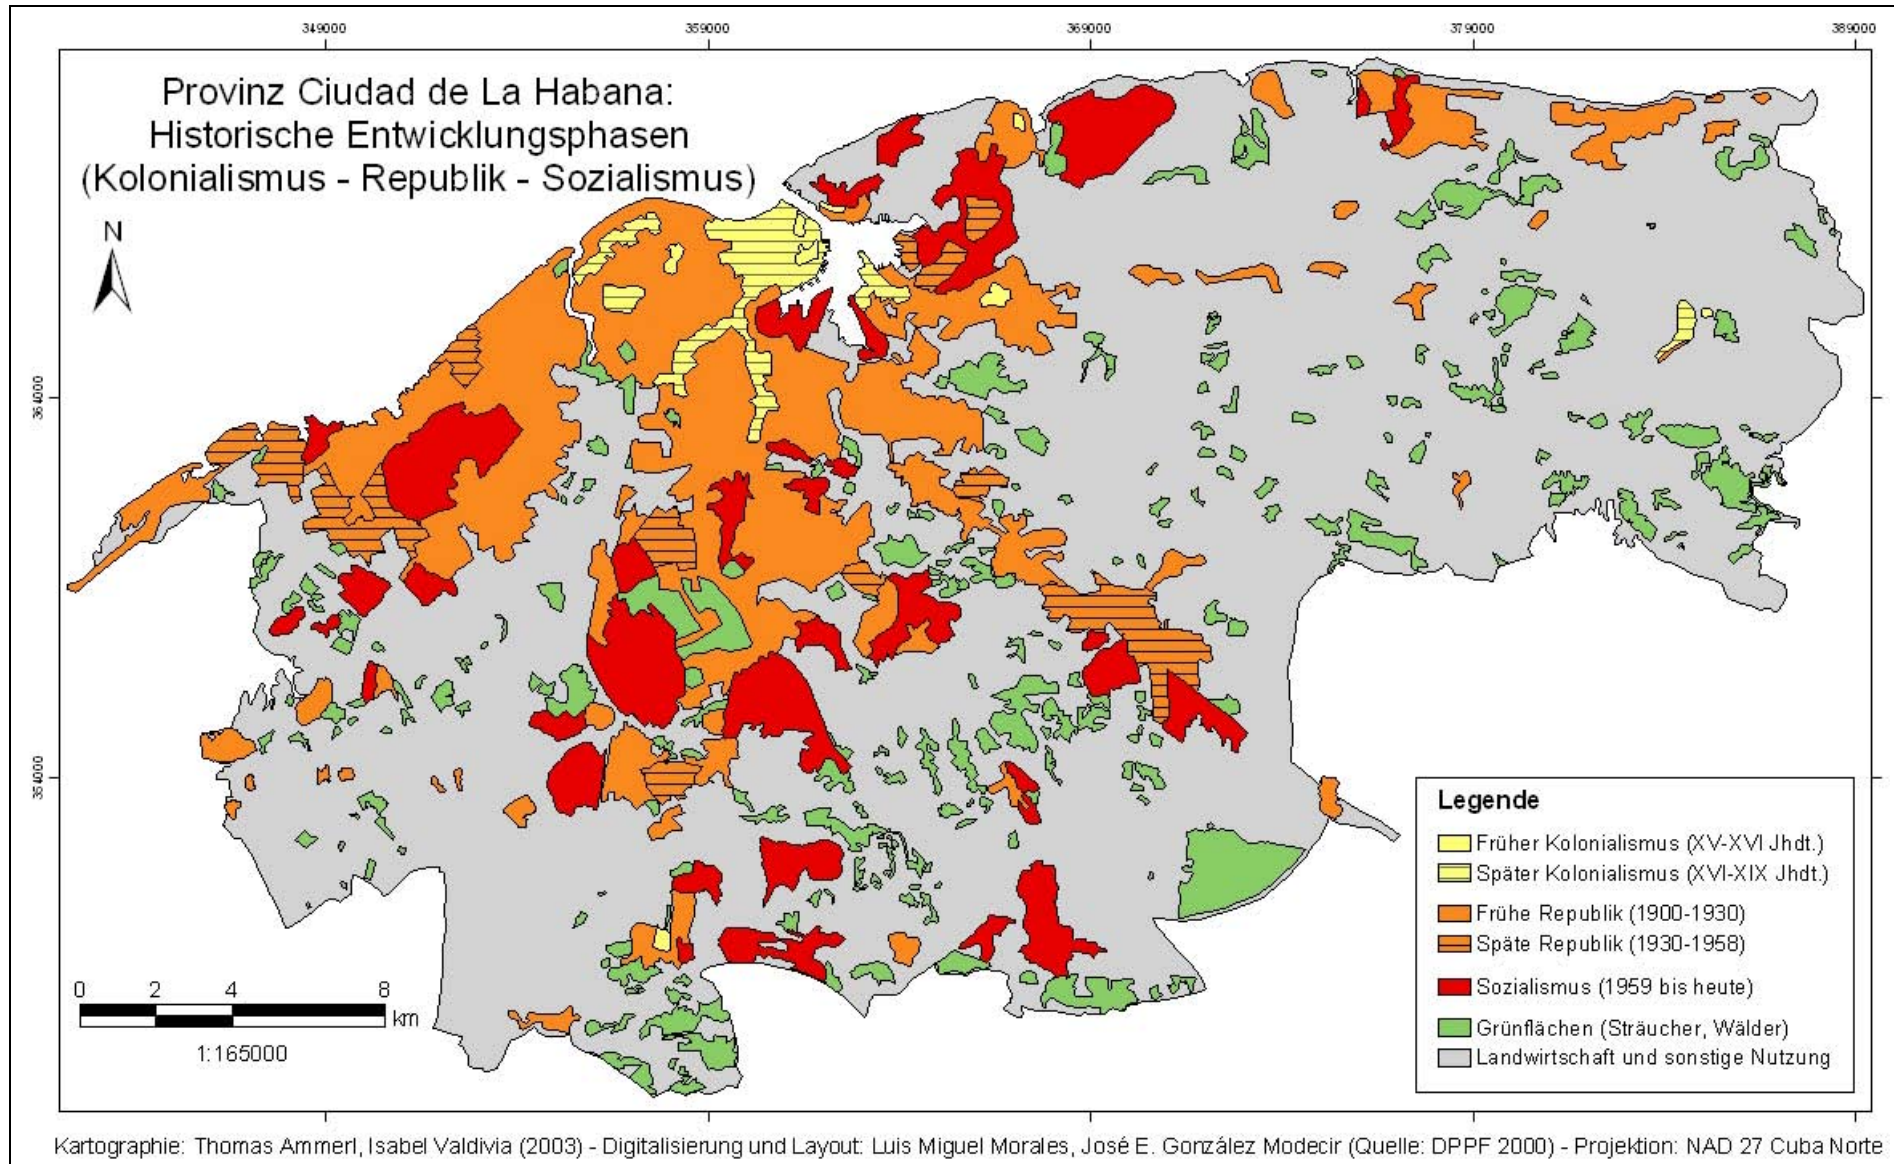 349000 359000 369000 379000 389000
Provinz Ciudad de La Habana:
Historische Entwicklungsphasen
(Kolonialismus - Republik - Sozialismus)
N
364000
354000
Legende
Früher Kolonialismus (XV-XVI Jhdt.)
Später Kolonialismus (XVI-XIX Jhdt.)
Frühe Republik (1900-1930)
Späte Republik (1930-1958)
Sozialismus (1959 bis heute)
Grünflächen (Sträucher, Wälder)
Landwirtschaft und sonstige Nutzung
0 2 4 8
km
1:165000
Kartographie: Thomas Ammerl, Isabel Valdivia (2003) - Digitalisierung und Layout: Luis Miguel Morales, José E. González Modecir (Quelle: DPPF 2000) - Projektion: NAD 27 Cuba Norte